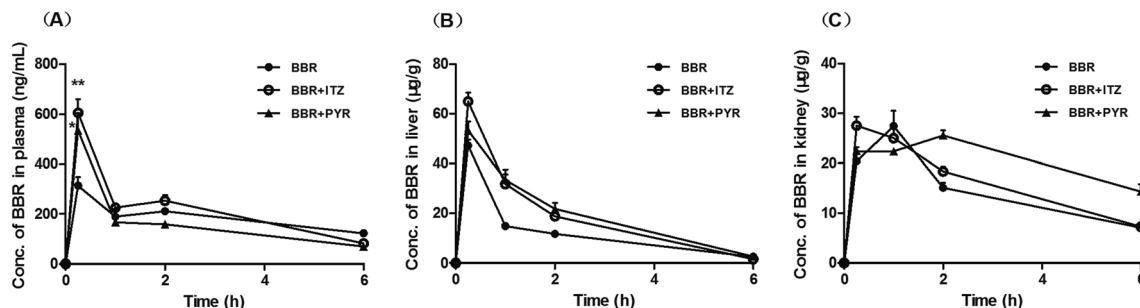 (A)
Conc. of BBR in plasma (ng/mL)
800
600
400
200
0
**
*
BBR
BBR+ITZ
BBR+PYR
0
2
4
6
Time (h)
(B)
Conc. of BBR in liver (μg/g)
80
60
40
20
0
BBR
BBR+ITZ
BBR+PYR
0
2
4
6
Time (h)
(C)
Conc. of BBR in kidney (μg/g)
40
30
20
10
0
BBR
BBR+ITZ
BBR+PYR
0
2
4
6
Time (h)